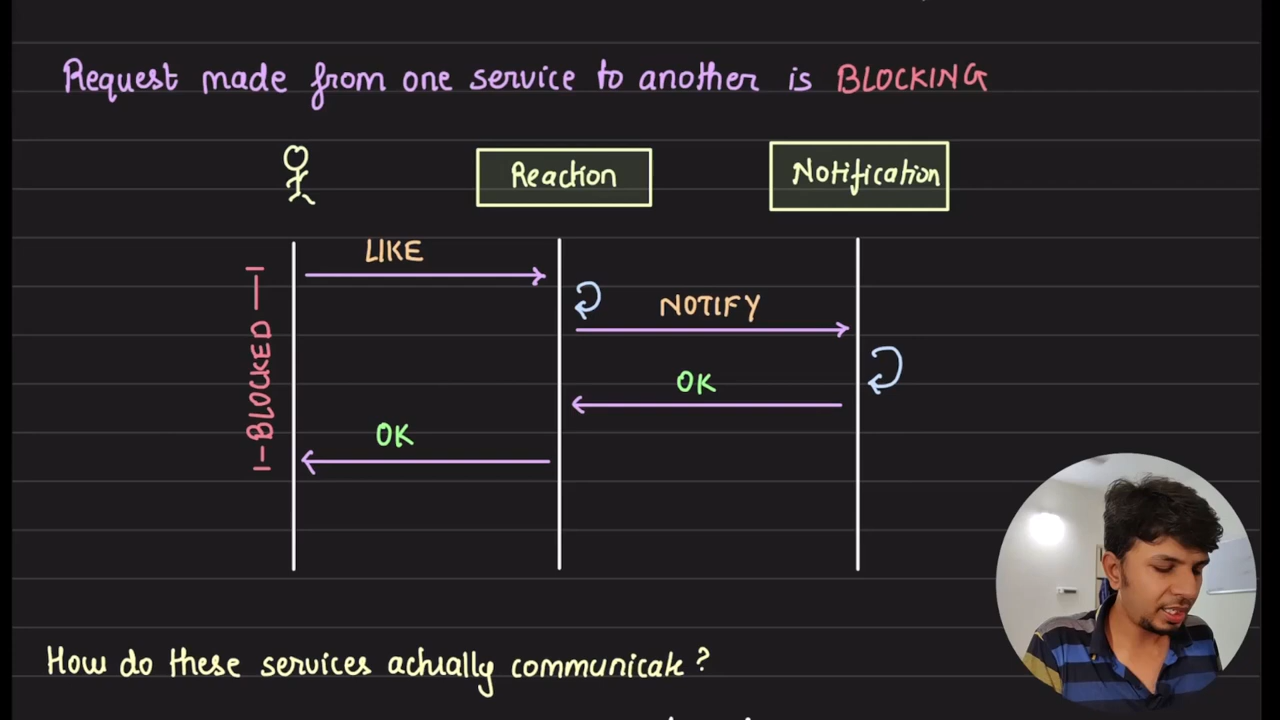 Request made from one service to another is BLOCKING
Reaction
Notification
LIKE
NOTIFY
BLOCKED
OK
OK
How do these services actually communicate?